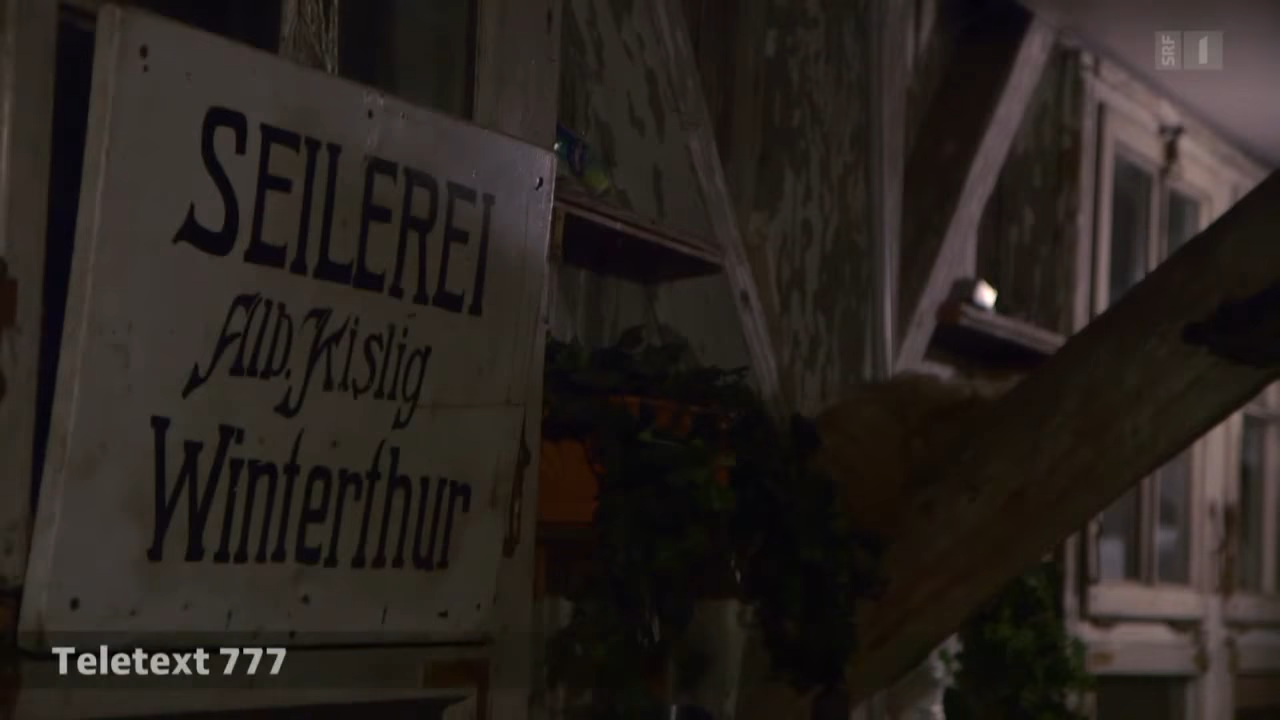 SRF 1
SEILEREI
Alb. Kislig
Winterthur
Teletext 777